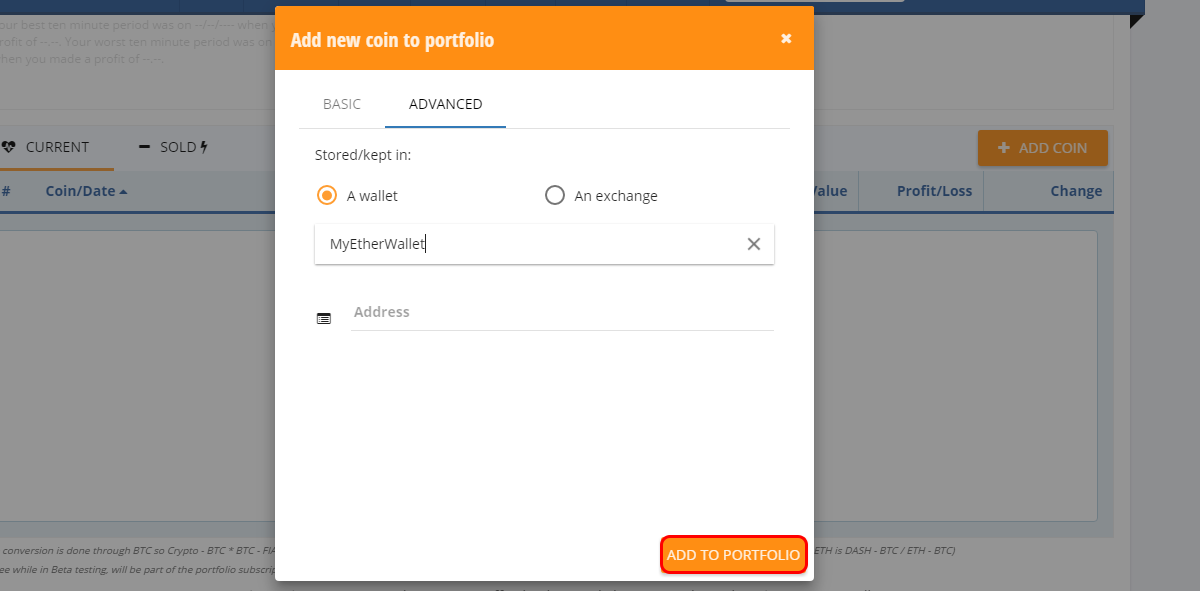 our best ten minute period was on --/--/---- when y
rofit of --.--. Your worst ten minute period was on
hen you made a profit of --.--.
Add new coin to portfolio
BASIC
ADVANCED
CURRENT
SOLD
ADD COIN
Stored/kept in:
#
Coin/Date
Value
Profit/Loss
Change
A wallet
An exchange
MyEtherWallet
Address
conversion is done through BTC so Crypto - BTC * BTC - FIA
ETH is DASH - BTC / ETH - BTC)
ADD TO PORTFOLIO
ee while in Beta testing, will be part of the portfolio subscrip